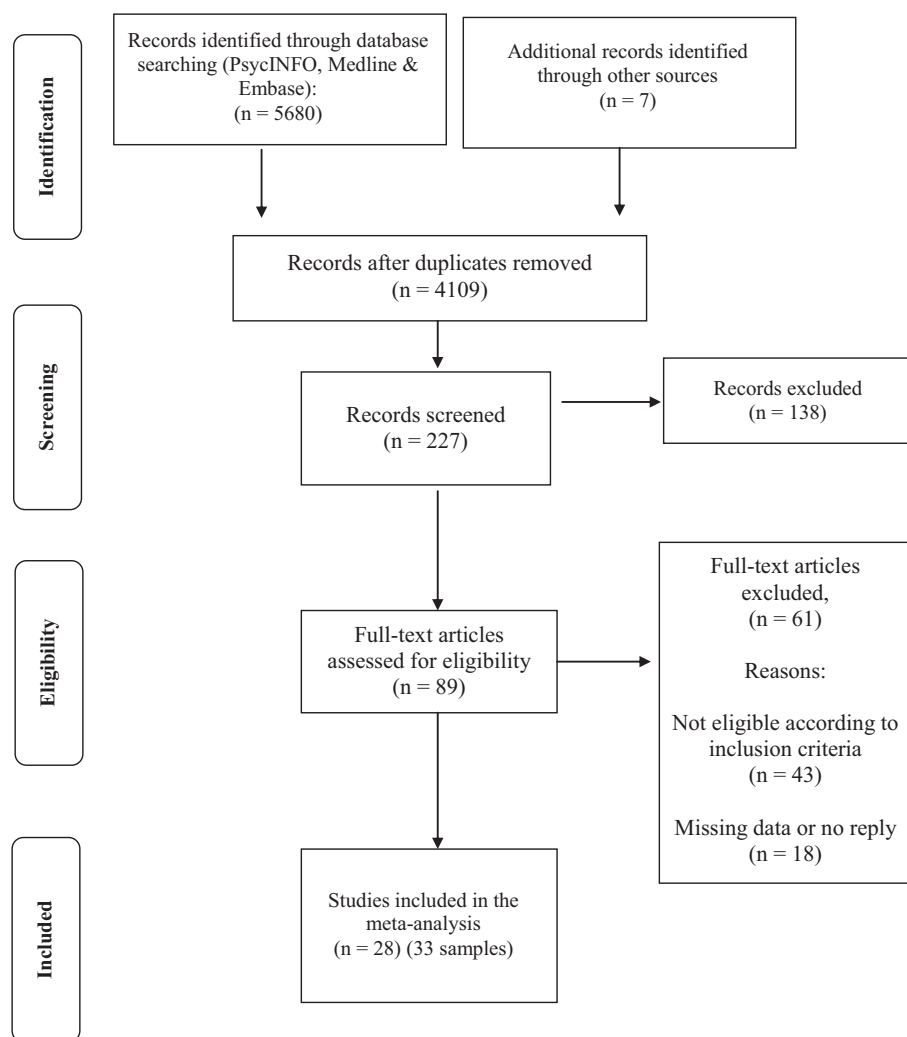 Identification
Records identified through database
searching (PsycINFO, Medline &
Embase):
(n = 5680)
Additional records identified
through other sources
(n = 7)
Records after duplicates removed
(n = 4109)
Screening
Records screened
(n = 227)
Records excluded
(n = 138)
Eligibility
Full-text articles
assessed for eligibility
(n = 89)
Full-text articles
excluded,
(n = 61)
Reasons:
Not eligible according to
inclusion criteria
(n = 43)
Missing data or no reply
(n = 18)
Included
Studies included in the
meta-analysis
(n = 28) (33 samples)